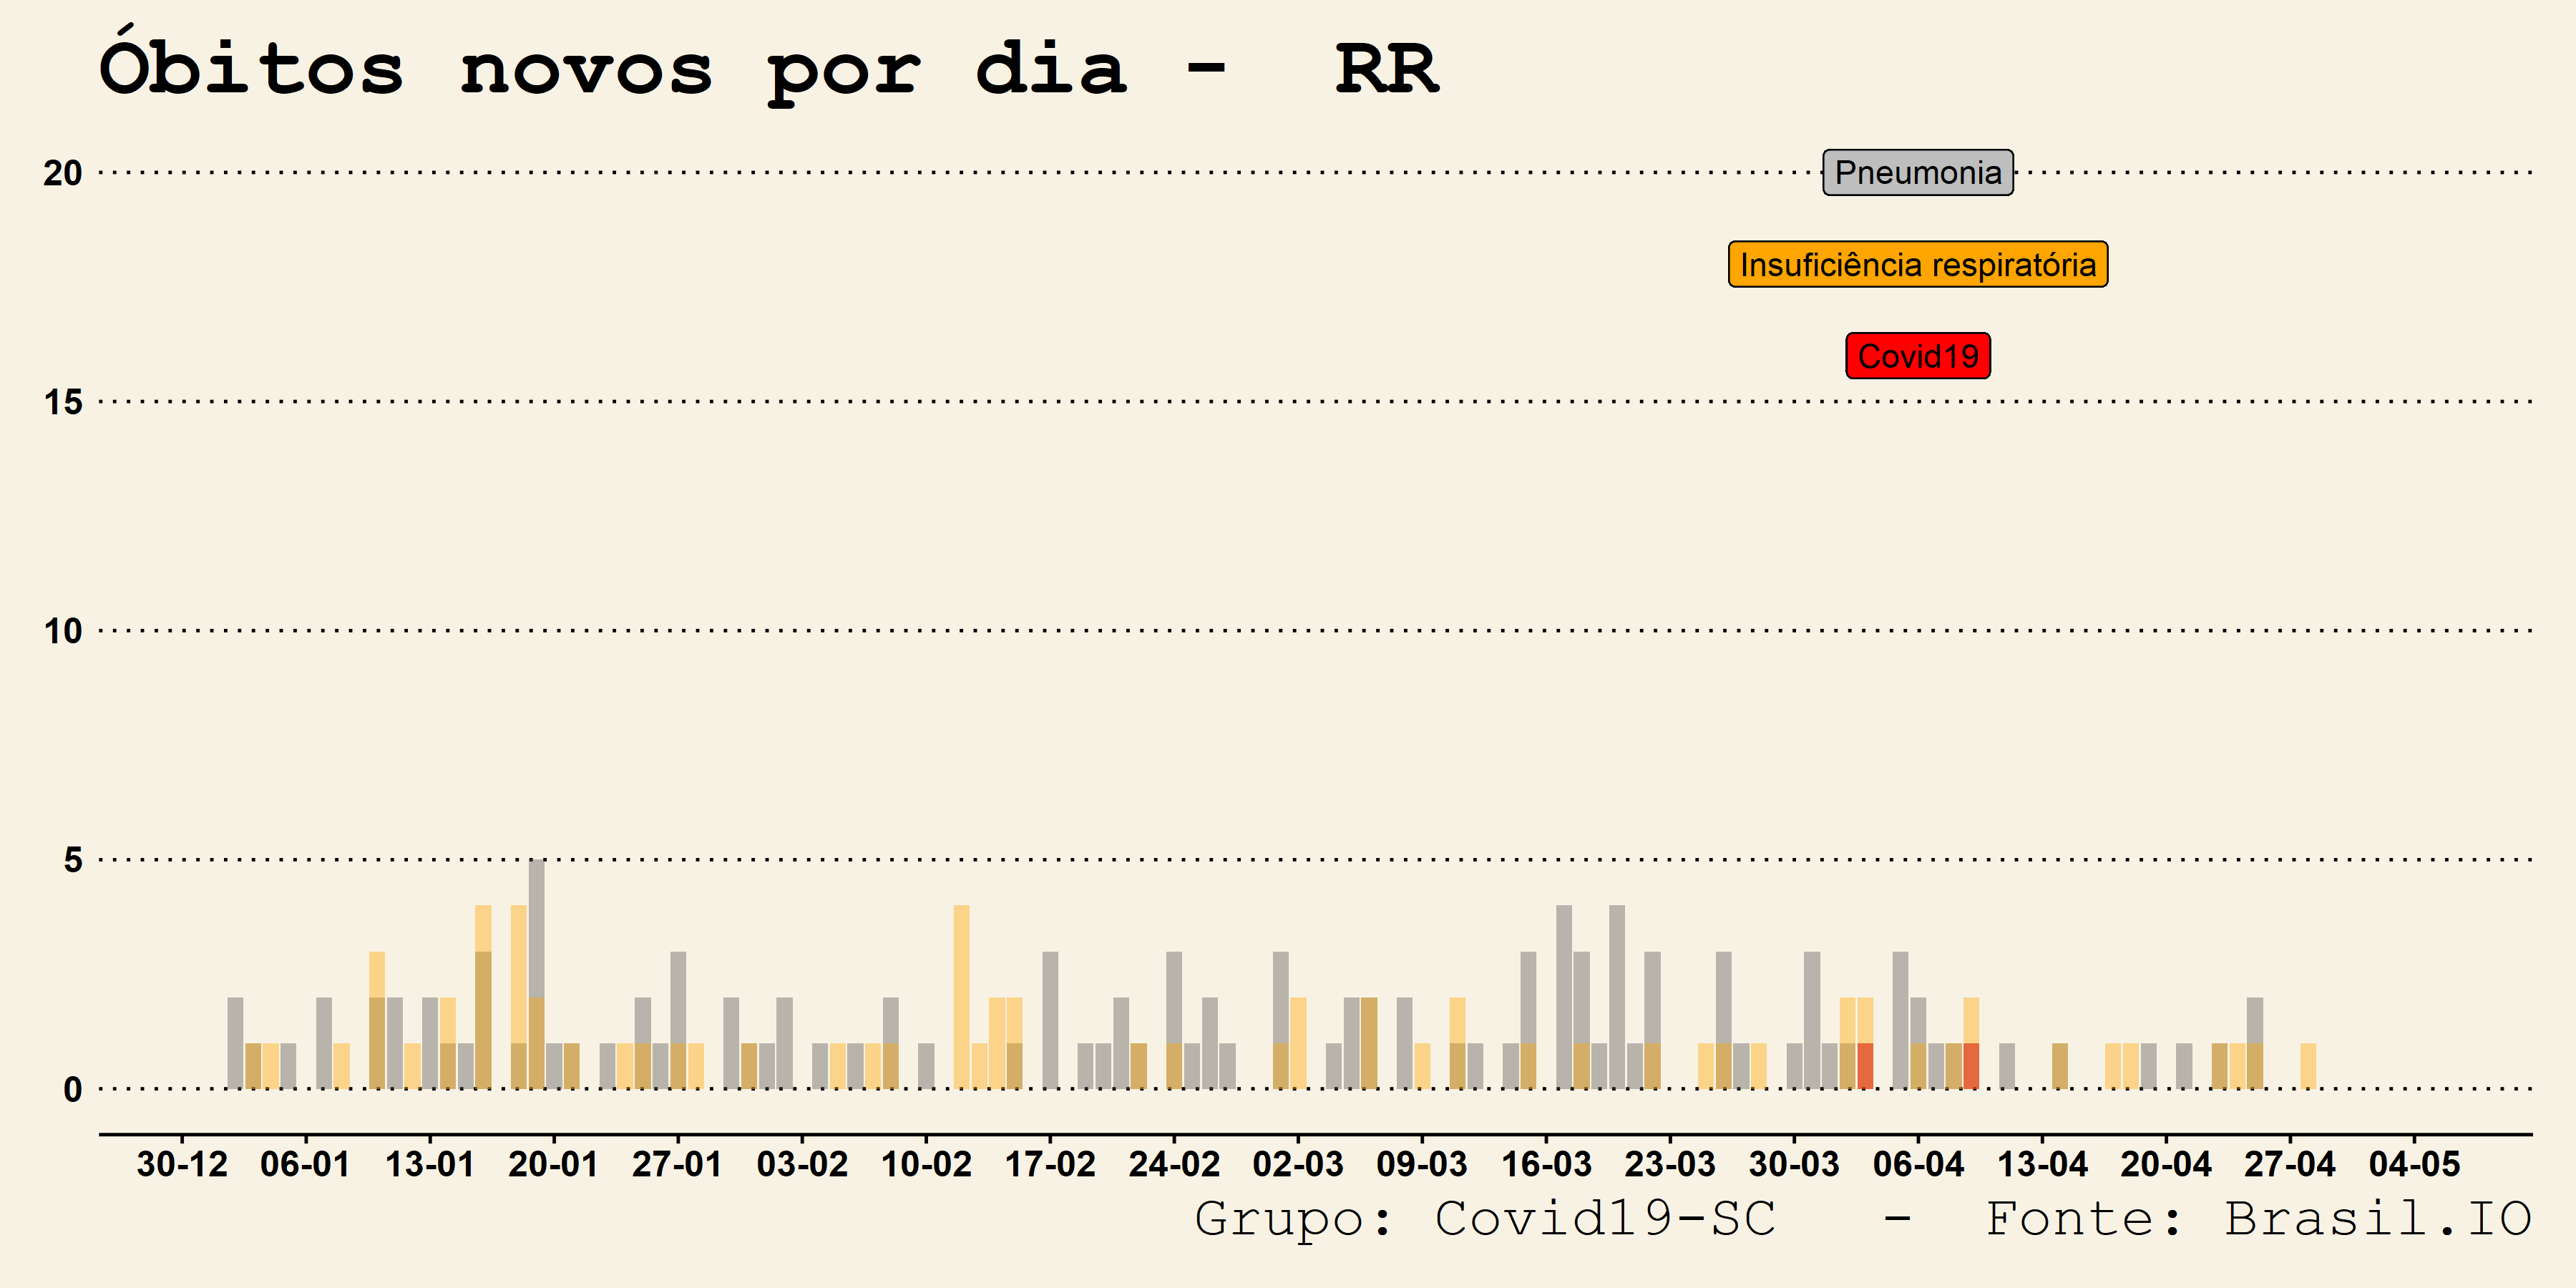 Óbitos novos por dia -  RR
20
Pneumonia
Insuficiência respiratória
Covid19
15
10
5
0
30-12 06-01 13-01 20-01 27-01 03-02 10-02 17-02 24-02 02-03 09-03 16-03 23-03 30-03 06-04 13-04 20-04 27-04 04-05
Grupo: Covid19-SC  -  Fonte: Brasil.IO